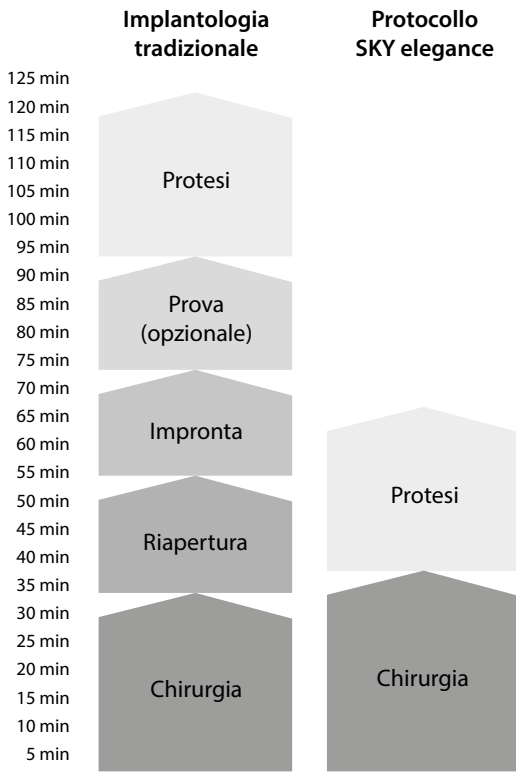 Implantologia
tradizionale
Protocollo
SKY elegance
125 min
120 min
115 min
110 min
105 min
100 min
95 min
90 min
85 min
80 min
75 min
70 min
65 min
60 min
55 min
50 min
45 min
40 min
35 min
30 min
25 min
20 min
15 min
10 min
5 min
Protesi
Prova
(opzionale)
Impronta
Riapertura
Chirurgia
Protesi
Chirurgia